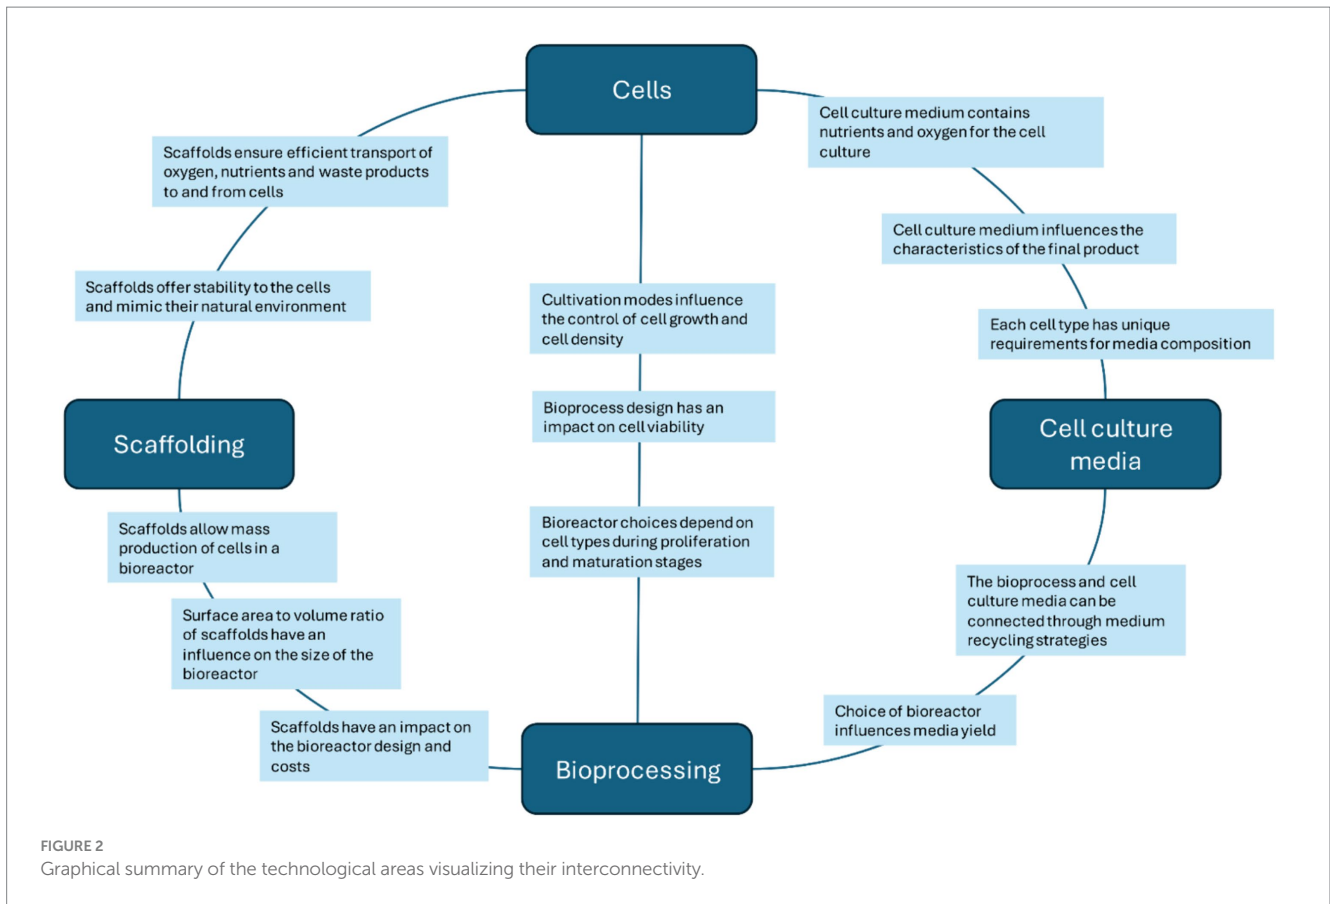 Cells
Cell culture medium contains
nutrients and oxygen for the cell
culture
Scaffolds ensure efficient transport of
oxygen, nutrients and waste products
to and from cells
Cell culture medium influences the
characteristics of the final product
Scaffolds offer stability to the cells
and mimic their natural environment
Cultivation modes influence
the control of cell growth and
cell density
Each cell type has unique
requirements for media composition
Bioprocess design has an
impact on cell viability
Scaffolding
Cell culture
media
Scaffolds allow mass
production of cells in a
bioreactor
Bioreactor choices depend on
cell types during proliferation
and maturation stages
The bioprocess and cell
culture media can be
connected through medium
recycling strategies
Surface area to volume ratio
of scaffolds have an
influence on the size of the
bioreactor
Choice of bioreactor
influences media yield
Scaffolds have an impact on
the bioreactor design and
costs
Bioprocessing
FIGURE 2
Graphical summary of the technological areas visualizing their interconnectivity.